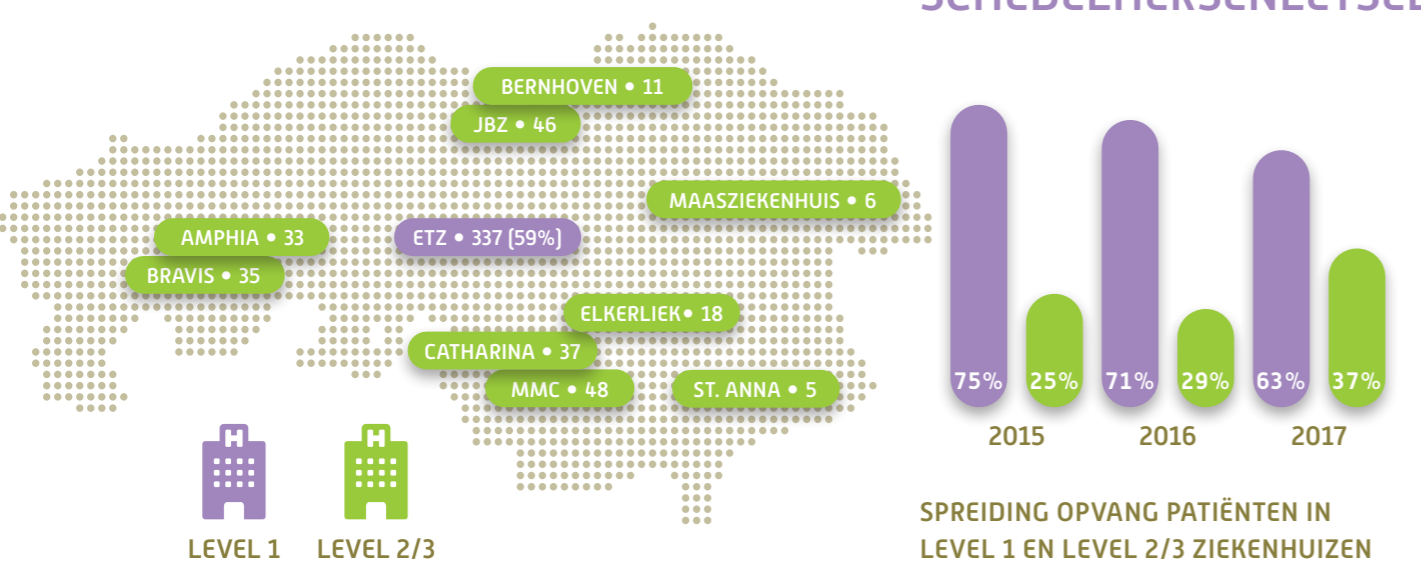 BERNHOVEN • 11
JBZ • 46
MAASZIEKENHUIS • 6
AMPHIA • 33
ETZ • 337 (59%)
BRAVIS • 35
ELKERLIEK• 18
CATHARINA • 37
MMC • 48
ST. ANNA • 5
H
H
LEVEL 1
LEVEL 2/3
75%
25%
71%
29%
63%
37%
2015
2016
2017
SPREIDING OPVANG PATIËNTEN IN
LEVEL 1 EN LEVEL 2/3 ZIEKENHUIZEN